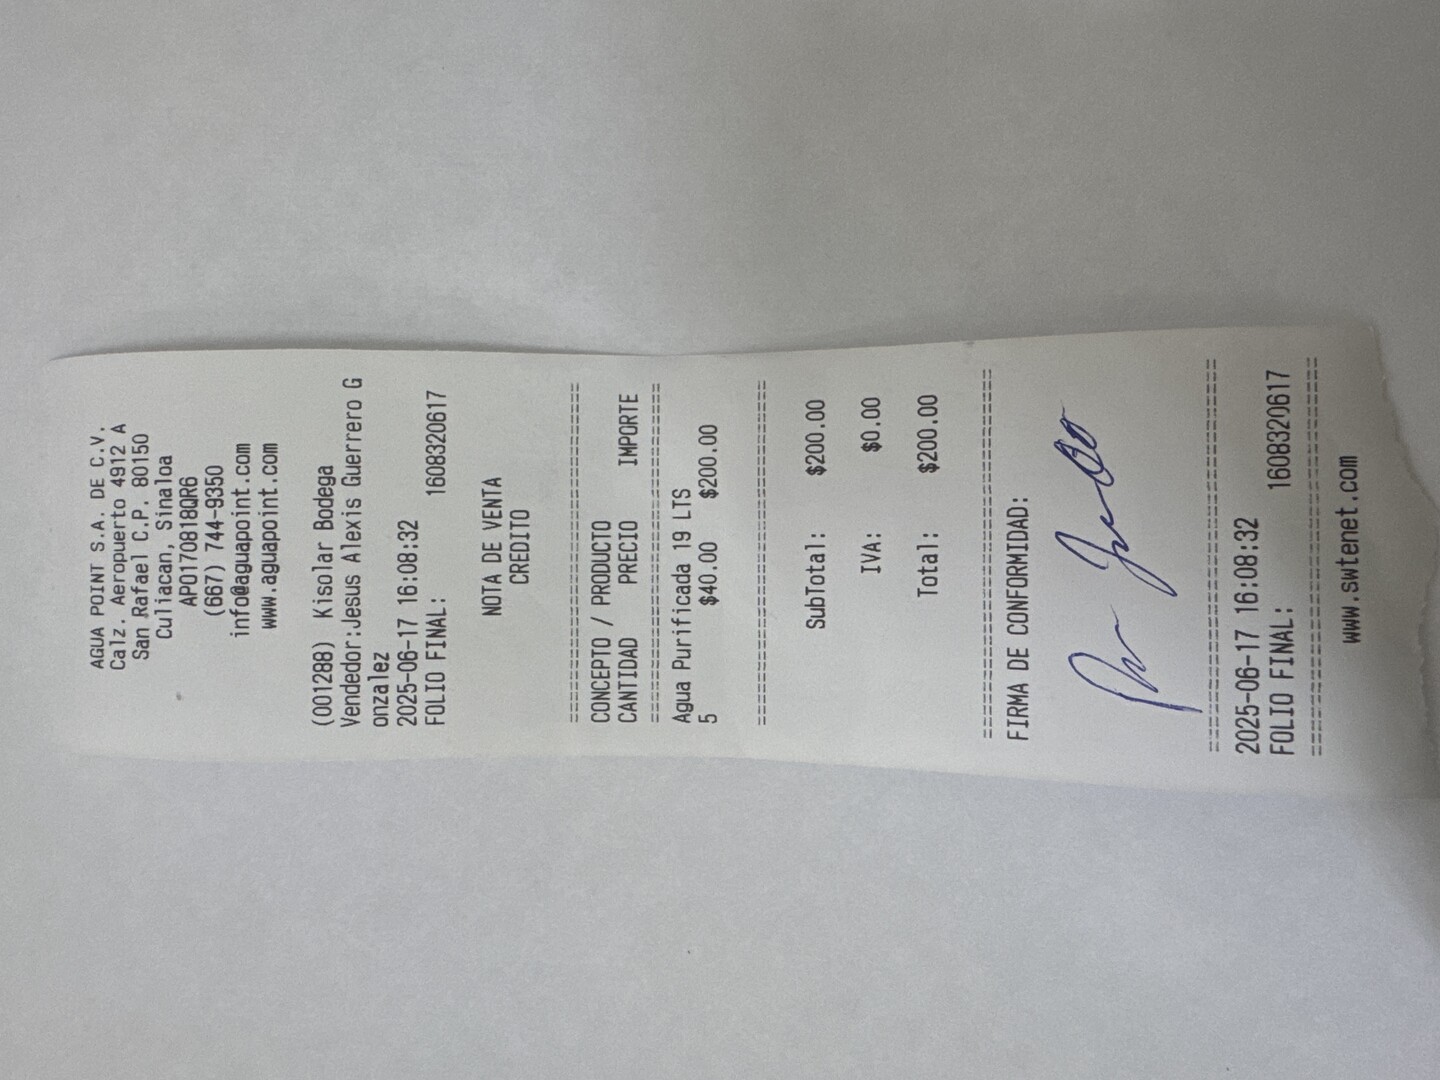 AGUA POINT S.A. DE C.V.
Calz. Aeropuerto 4912 A
San Rafael C.P. 80150
Culiacan, Sinaloa
APO170818QR6
(667) 744-9350
info@aguapoint.com
www.aguapoint.com
(001288) Kisolar Bodega
Vendedor:Jesus Alexis Guerrero G
onzalez
2025-06-17 16:08:32
FOLIO FINAL: 1608320617
NOTA DE VENTA
CREDITO
================================
CONCEPTO / PRODUCTO
CANTIDAD PRECIO IMPORTE
================================
Agua Purificada 19 LTS
5 $40.00 $200.00
================================
SubTotal: $200.00
IVA: $0.00
Total: $200.00
================================
FIRMA DE CONFORMIDAD:
================================
2025-06-17 16:08:32
FOLIO FINAL: 1608320617
================================
www.swtenet.com